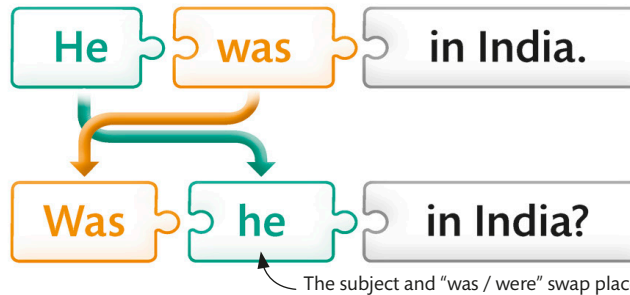 He was in India.
Was he in India?
The subject and “was / were” swap plac